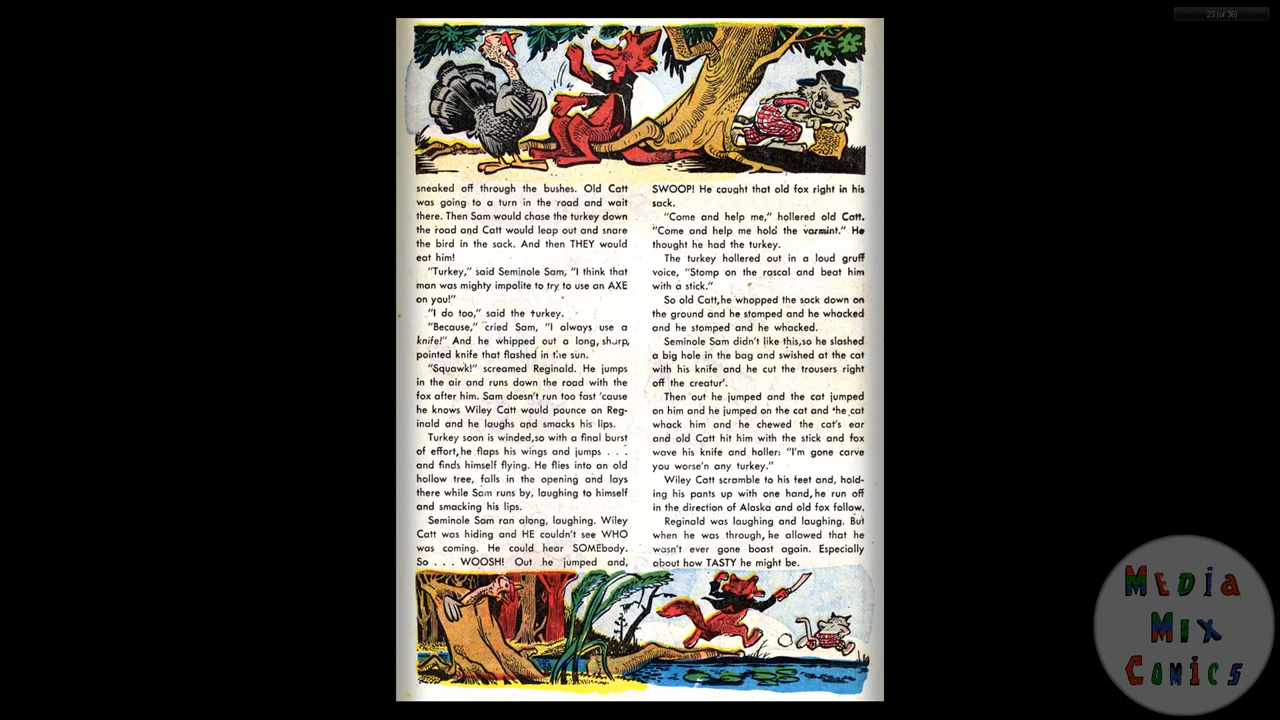 23 (of 36)
sneaked off through the bushes. Old Catt
was going to a turn in the road and wait
there. Then Sam would chase the turkey down
the road and Catt would leap out and snare
the bird in the sack. And then THEY would
eat him!
"Turkey," said Seminole Sam, "I think that
man was mighty impolite to try to use an AXE
on you!"
"I do too," said the turkey.
"Because," cried Sam, "I always use a
knife!" And he whipped out a long, sharp,
pointed knife that flashed in the sun.
"Squawk!" screamed Reginald. He jumps
in the air and runs down the road with the
fox after him. Sam doesn't run too fast 'cause
he knows Wiley Catt would pounce on Reg-
inald and he laughs and smacks his lips.
Turkey soon is winded,so with a final burst
of effort,he flaps his wings and jumps . . .
and finds himself flying. He flies into an old
hollow tree, falls in the opening and lays
there while Sam runs by, laughing to himself
and smacking his lips.
Seminole Sam ran along, laughing. Wiley
Catt was hiding and HE couldn't see WHO
was coming. He could hear SOMEbody.
So . . . WOOSH! Out he jumped and,
SWOOP! He caught that old fox right in his
sack.
"Come and help me," hollered old Catt.
"Come and help me hold the varmint." He
thought he had the turkey.
The turkey hollered out in a loud gruff
voice, "Stomp on the rascal and beat him
with a stick."
So old Catt,he whopped the sack down on
the ground and he stomped and he whacked
and he stomped and he whacked.
Seminole Sam didn't like this,so he slashed
a big hole in the bag and swished at the cat
with his knife and he cut the trousers right
off the creatur'.
Then out he jumped and the cat jumped
on him and he jumped on the cat and the cat
whack him and he chewed the cat's ear
and old Catt hit him with the stick and fox
wave his knife and holler: "I'm gone carve
you worse'n any turkey."
Wiley Catt scramble to his feet and, hold-
ing his pants up with one hand,he run off
in the direction of Alaska and old fox follow.
Reginald was laughing and laughing. But
when he was through, he allowed that he
wasn't ever gone boast again. Especially
about how TASTY he might be.
MEDiA
MiX
COMiCS